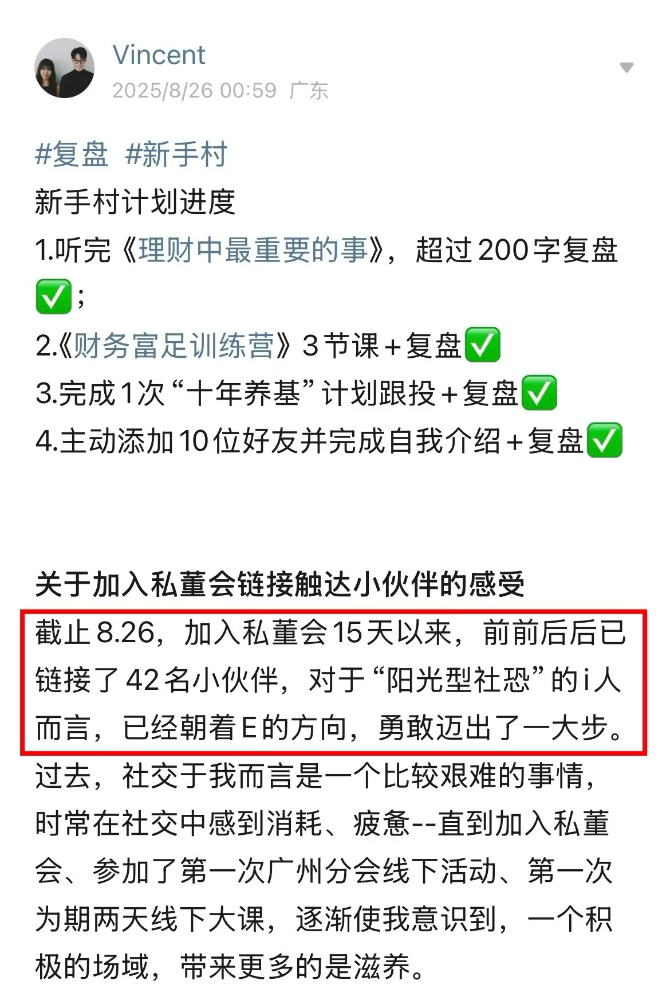 Vincent
2025/8/26 00:59 广东
#复盘 #新手村
新手村计划进度
1.听完《理财中最重要的事》，超过200字复盘
✅；
2.《财务富足训练营》3节课+复盘✅
3.完成1次“十年养基”计划跟投+复盘✅
4.主动添加10位好友并完成自我介绍+复盘✅
关于加入私董会链接触达小伙伴的感受
截止8.26，加入私董会15天以来，前前后后已
链接了42名小伙伴，对于“阳光型社恐”的i人
而言，已经朝着E的方向，勇敢迈出了一大步。
过去，社交于我而言是一个比较艰难的事情，
时常在社交中感到消耗、疲惫--直到加入私董
会、参加了第一次广州分会线下活动、第一次
为期两天线下大课，逐渐使我意识到，一个积
极的场域，带来更多的是滋养。